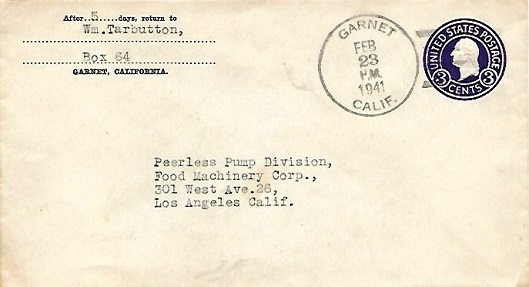 After..5.....days, return to
Wm. Tarbutton,
Box 64
GARNET, CALIFORNIA.
GARNET
FEB
23
P.M.
1941
CALIF.
UNITED STATES POSTAGE
3 CENTS 3
Peerless Pump Division,
Food Machinery Corp.,
301 West Ave.26,
Los Angeles Calif.